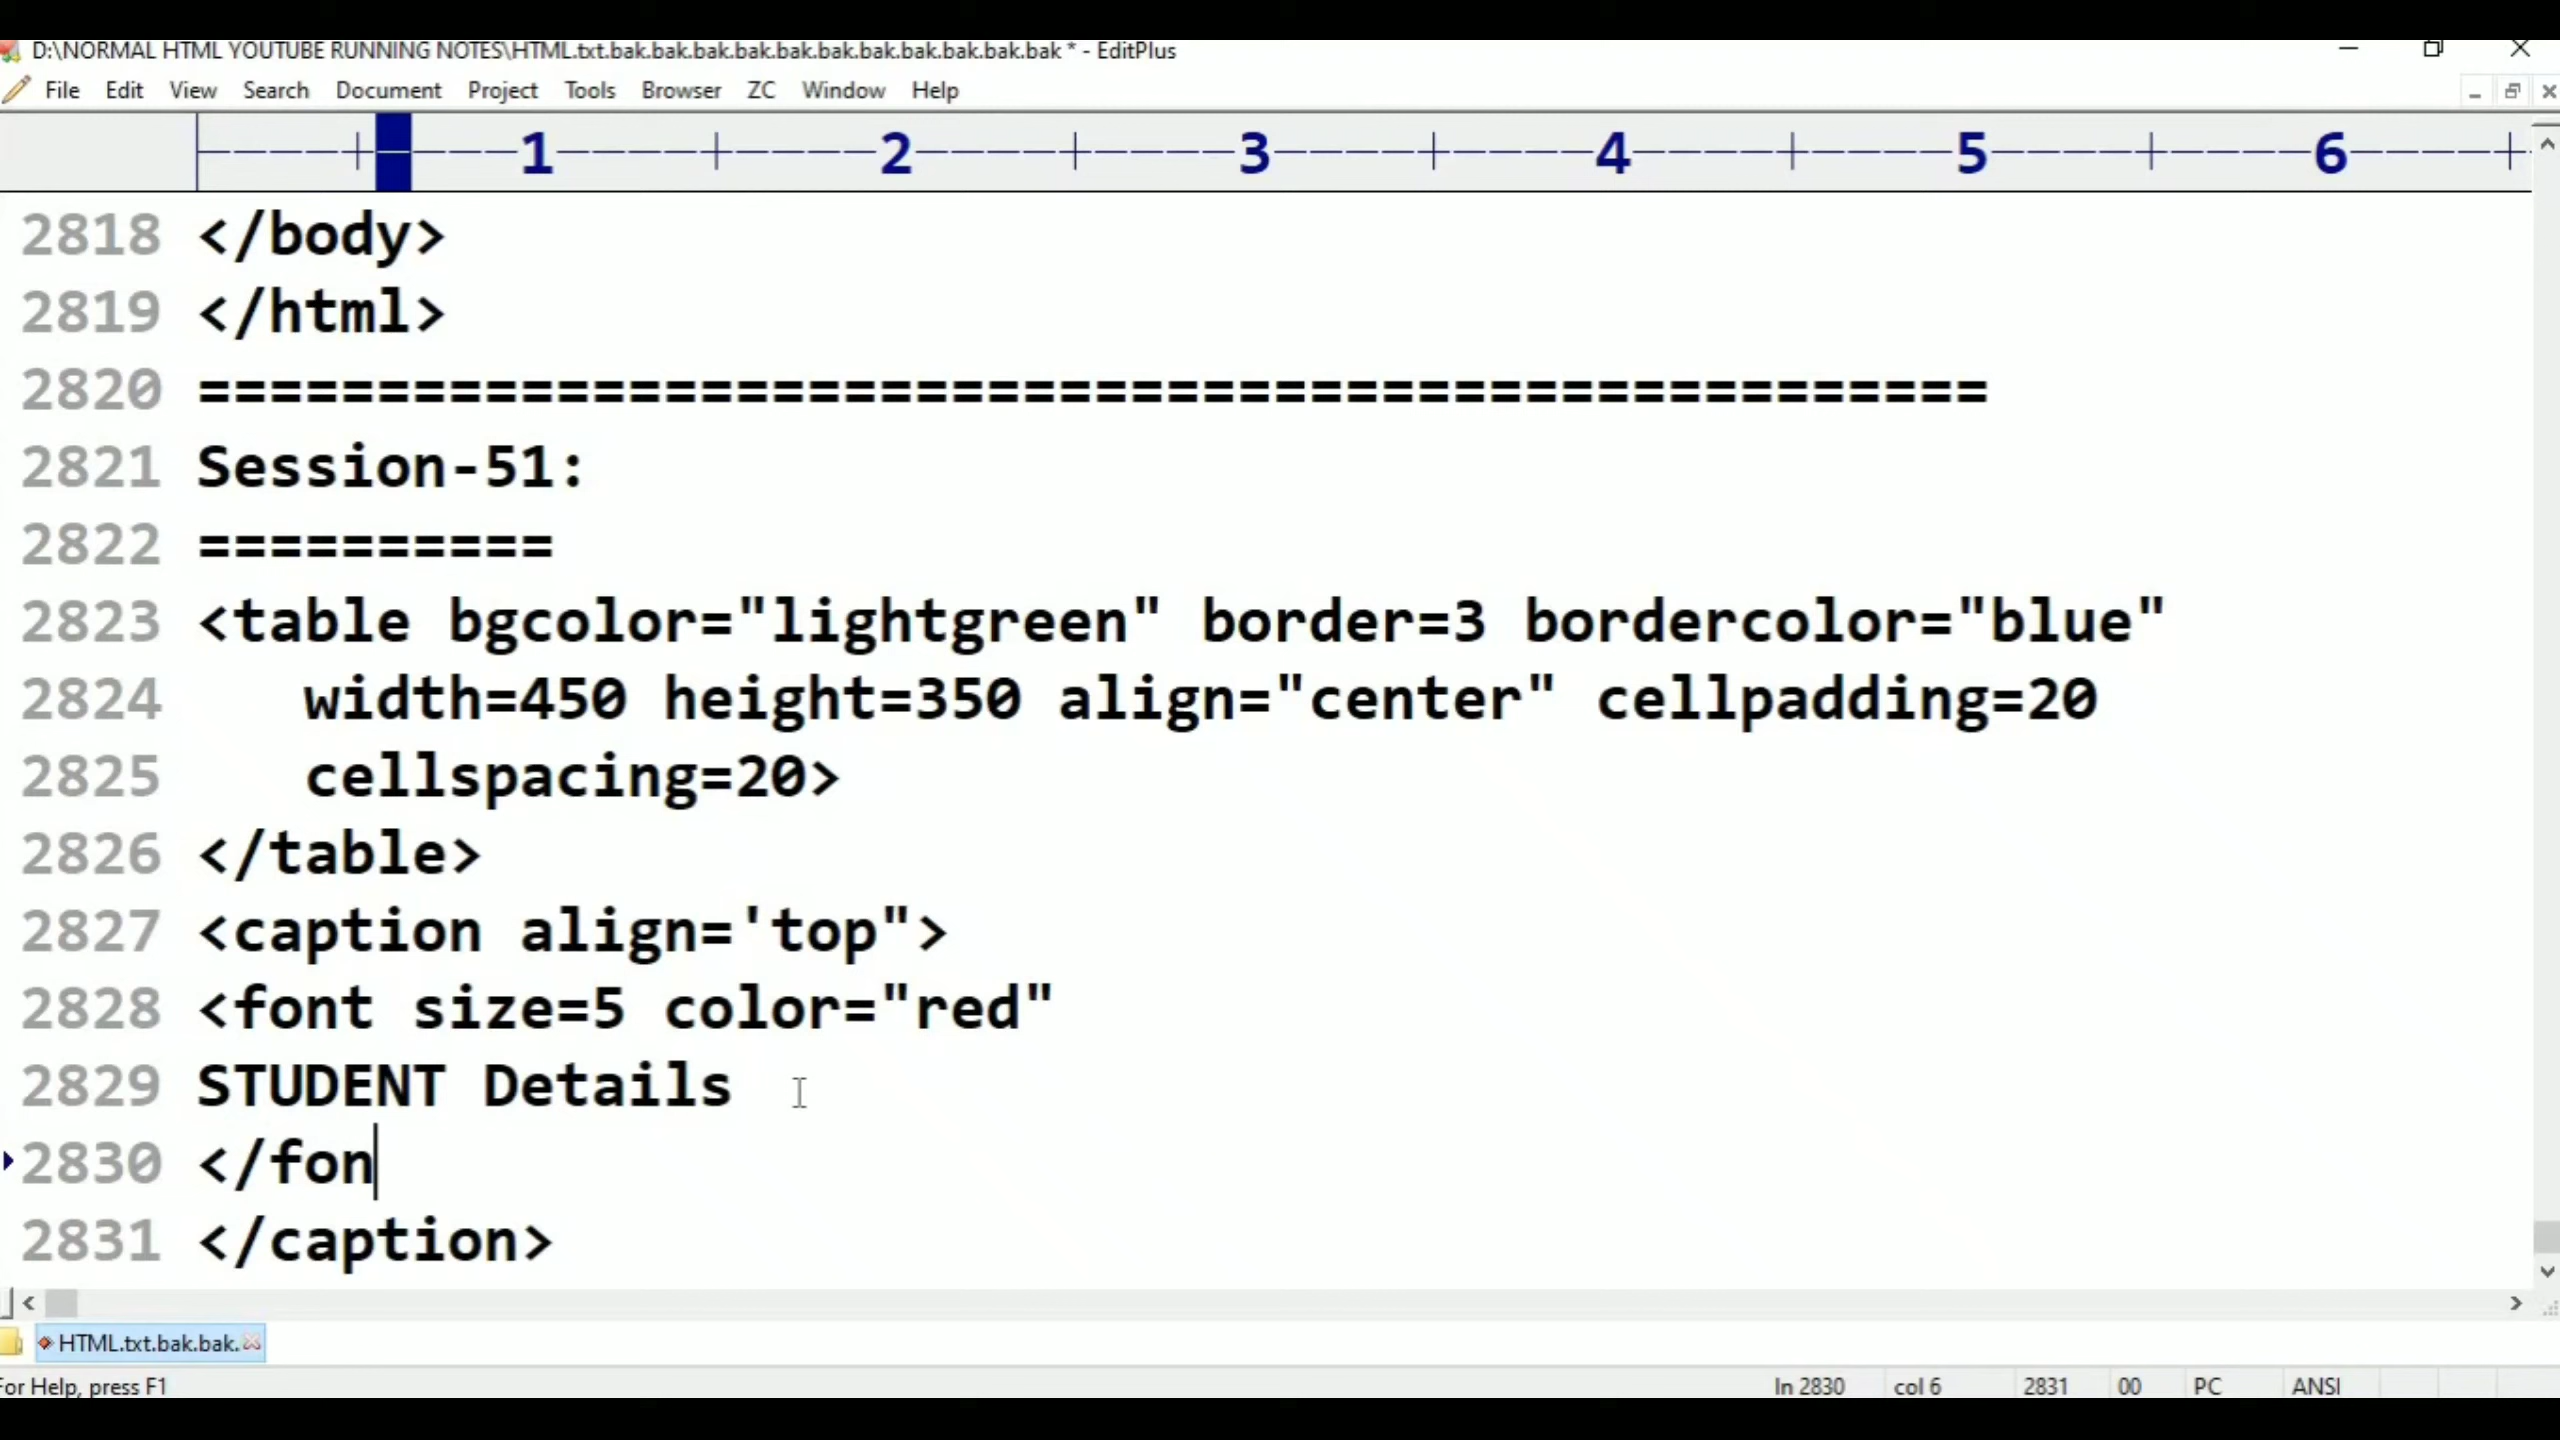 D:\NORMAL HTML YOUTUBE RUNNING NOTES\HTML.txt.bak.bak.bak.bak.bak.bak.bak.bak.bak.bak.bak * - EditPlus
File Edit View Search Document Project Tools Browser ZC Window Help
1 2 3 4 5 6
2818 </body>
2819 </html>
2820 ==================================================
2821 Session-51:
2822 ==========
2823 <table bgcolor="lightgreen" border=3 bordercolor="blue"
2824 width=450 height=350 align="center" cellpadding=20
2825 cellspacing=20>
2826 </table>
2827 <caption align='top">
2828 <font size=5 color="red"
2829 STUDENT Details
2830 </fon
2831 </caption>
HTML.txt.bak.bak.
For Help, press F1 ln 2830 col 6 2831 00 PC ANSI